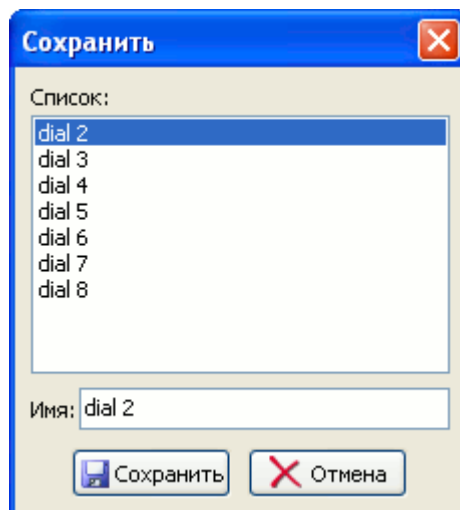 Сохранить
Список:
dial 2
dial 3
dial 4
dial 5
dial 6
dial 7
dial 8
Имя: dial 2
Сохранить Отмена